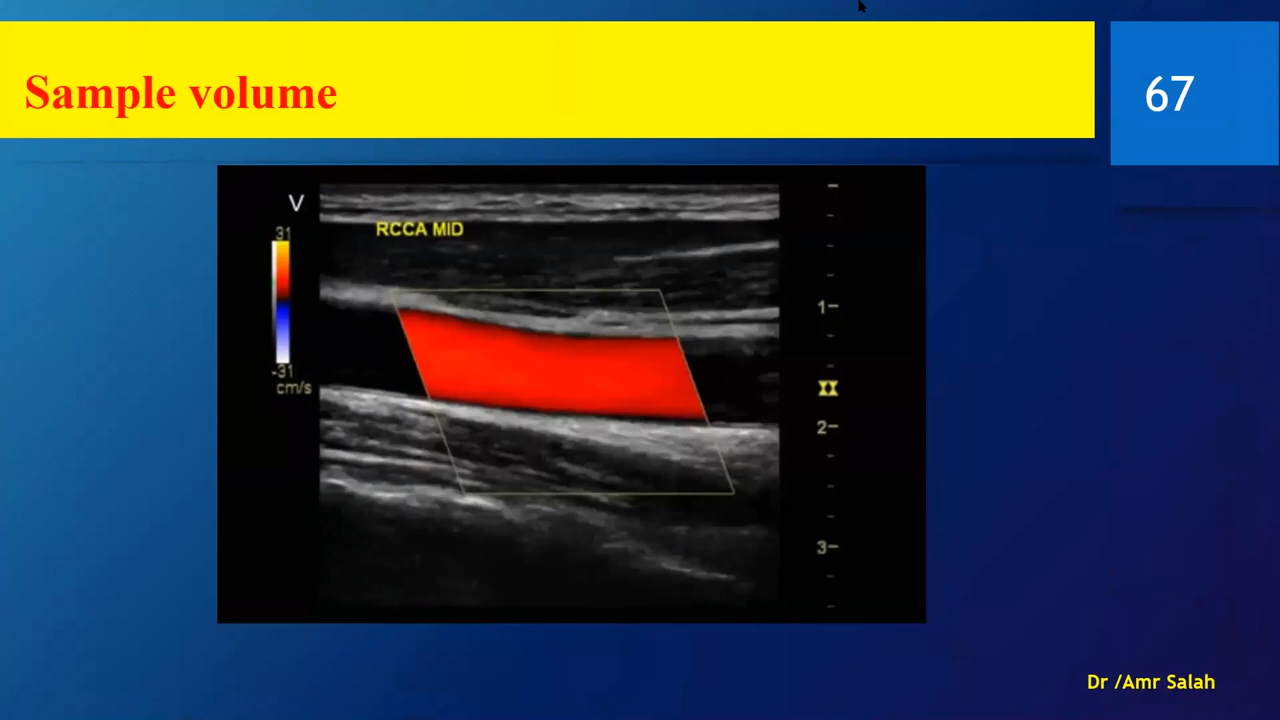 Sample volume
67
V
RCCA MID
31
-31
cm/s
1
2
3
Dr /Amr Salah